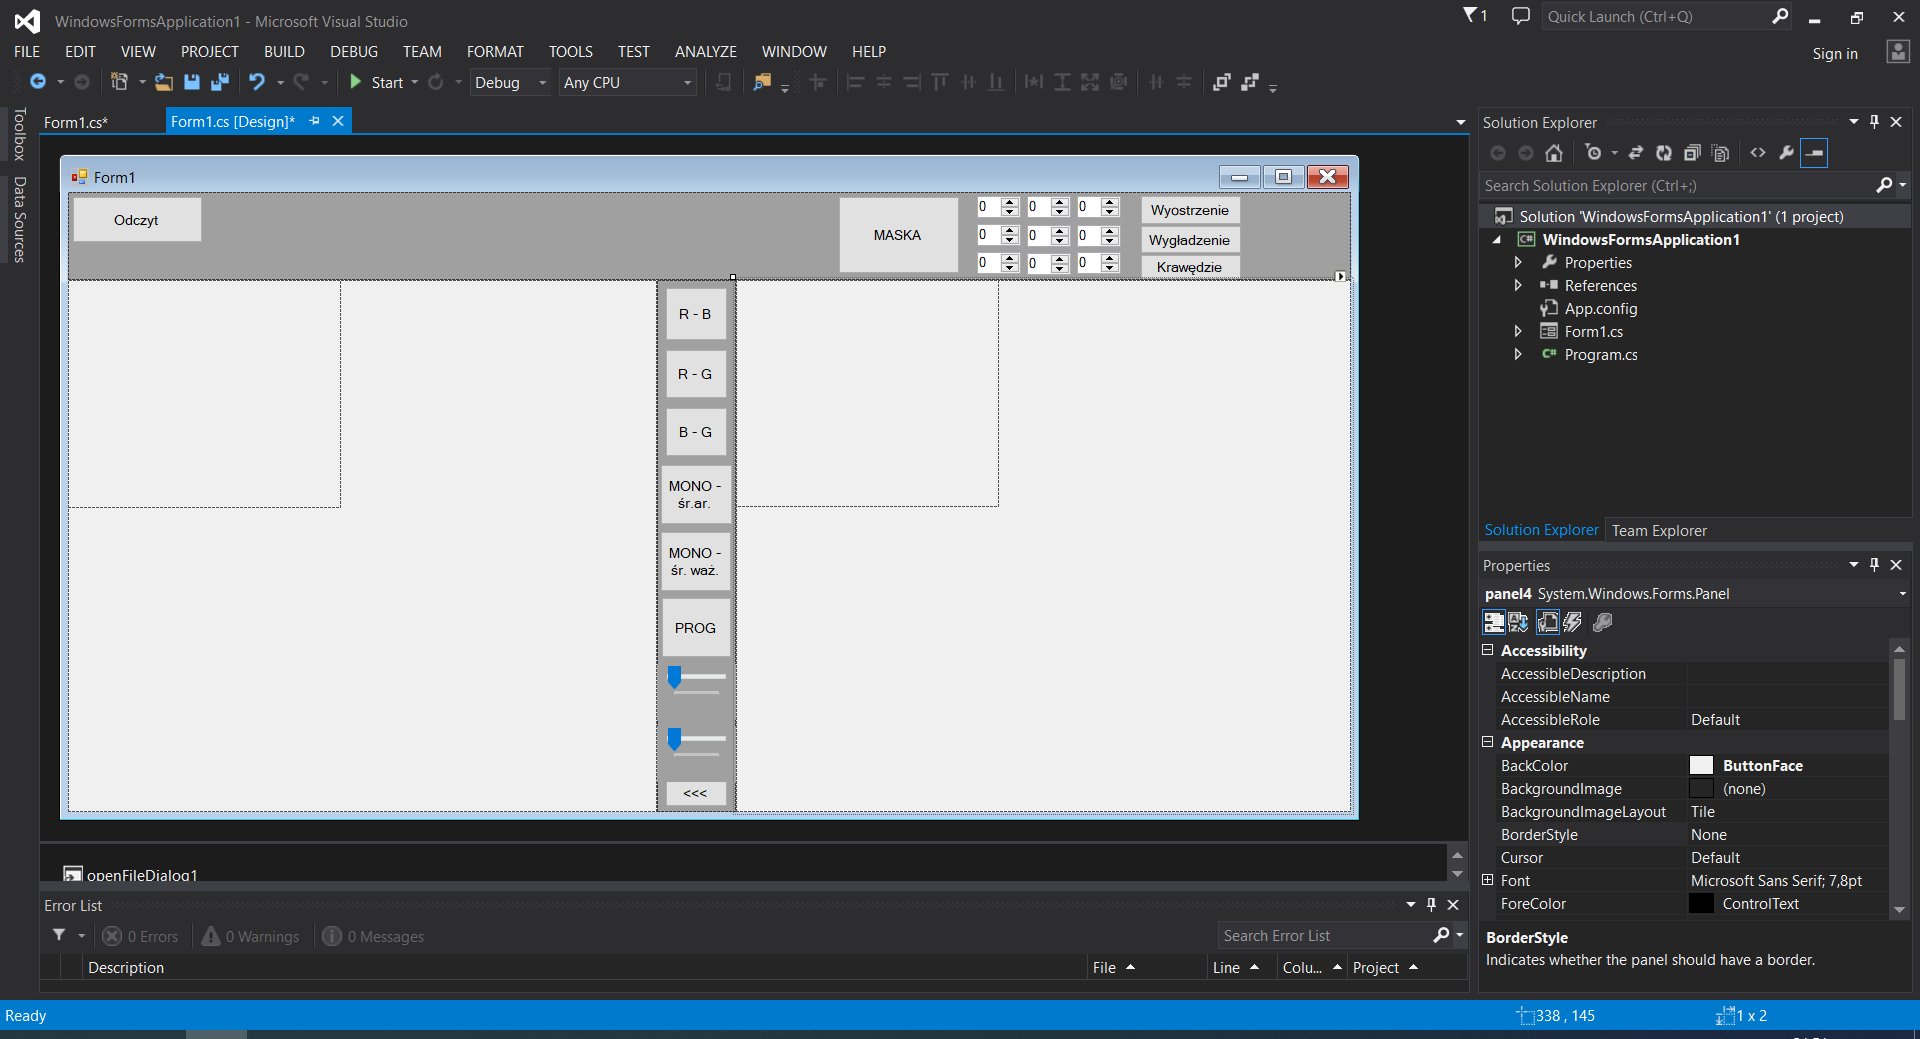 WindowsFormsApplication1 - Microsoft Visual Studio
1
Quick Launch (Ctrl+Q)
FILE EDIT VIEW PROJECT BUILD DEBUG TEAM FORMAT TOOLS TEST ANALYZE WINDOW HELP
Sign in
Start Debug Any CPU
Toolbox
Data Sources
Form1.cs*
Form1.cs [Design]*
Form1
Odczyt
MASKA
0 0 0
0 0 0
0 0 0
Wyostrzenie
Wygładzenie
Krawędzie
R - B
R - G
B - G
MONO -
śr.ar.
MONO -
śr. waż.
PROG
<<<
openFileDialog1
Error List
0 Errors 0 Warnings 0 Messages
Search Error List
Description File Line Colu... Project
Solution Explorer
Search Solution Explorer (Ctrl+;)
Solution 'WindowsFormsApplication1' (1 project)
C# WindowsFormsApplication1
Properties
References
App.config
Form1.cs
C# Program.cs
Solution Explorer Team Explorer
Properties
panel4 System.Windows.Forms.Panel
Accessibility
AccessibleDescription
AccessibleName
AccessibleRole Default
Appearance
BackColor ButtonFace
BackgroundImage (none)
BackgroundImageLayout Tile
BorderStyle None
Cursor Default
Font Microsoft Sans Serif; 7,8pt
ForeColor ControlText
BorderStyle
Indicates whether the panel should have a border.
Ready
338 , 145
1 x 2